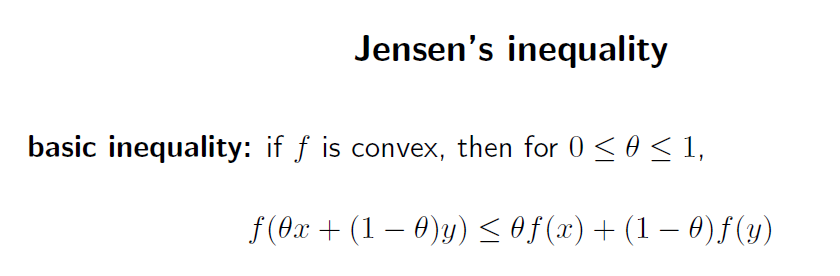 Jensen's inequality
basic inequality: if f is convex, then for 0 ≤ θ ≤ 1,
f(θx + (1 − θ)y) ≤ θf(x) + (1 − θ)f(y)